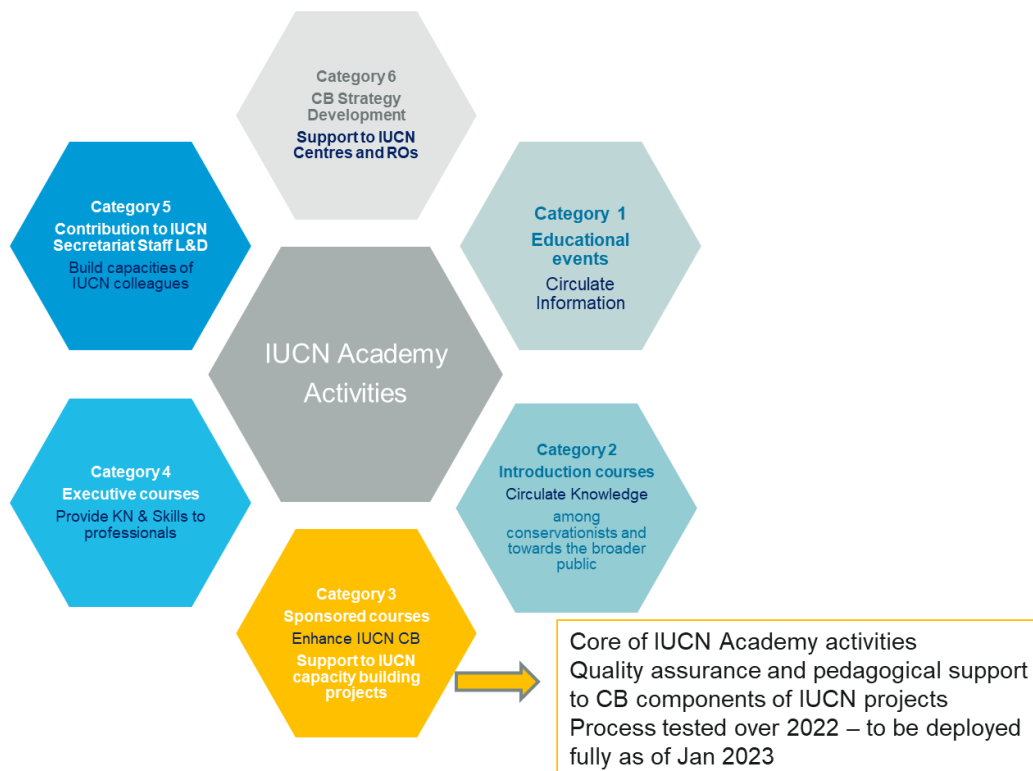 Category 6
CB Strategy
Development
Support to IUCN
Centres and ROs
Category 5
Contribution to IUCN
Secretariat Staff L&D
Build capacities of
IUCN colleagues
Category 1
Educational
events
Circulate
Information
IUCN Academy
Activities
Category 4
Executive courses
Provide KN & Skills to
professionals
Category 2
Introduction courses
Circulate Knowledge
among
conservationists and
towards the broader
public
Category 3
Sponsored courses
Enhance IUCN CB
Support to IUCN
capacity building
projects
Core of IUCN Academy activities
Quality assurance and pedagogical support
to CB components of IUCN projects
Process tested over 2022 – to be deployed
fully as of Jan 2023